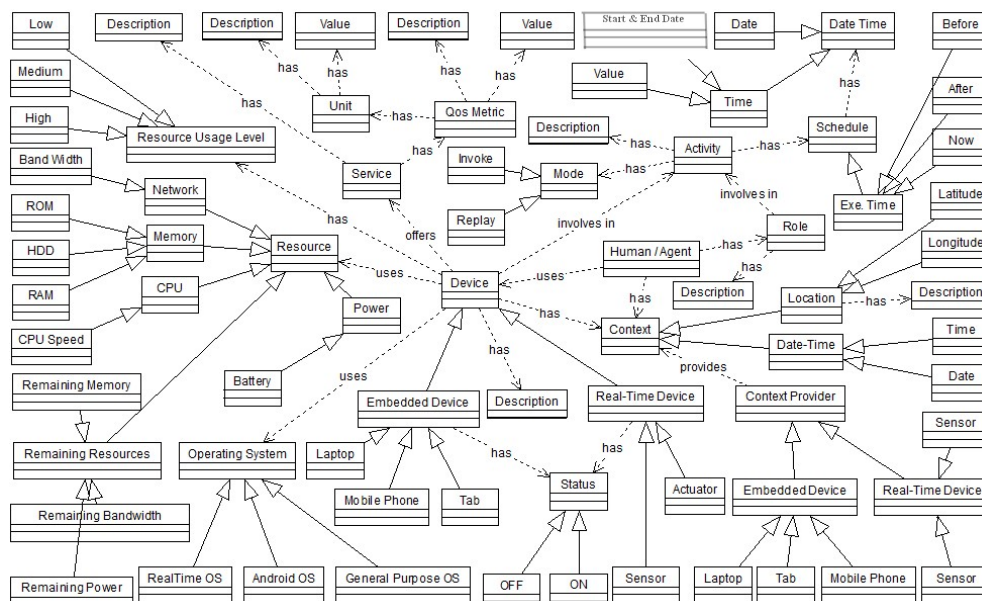 Low
Description
Description
Value
Description
Value
Start & End Date
Date
Date Time
Before
Medium
has
has
has
has
has
Value
Time
After
has
High
Unit
has
Qos Metric
Resource Usage Level
Description
Activity
has
Schedule
Now
Band Width
has
has
Invoke
Mode
has
Network
Service
Latitude
ROM
has
involves in
Exe. Time
Memory
Replay
involves in
Role
HDD
Resource
offers
Human / Agent
has
Longitude
RAM
CPU
uses
Device
uses
has
Description
Location
has
Description
Power
has
Context
CPU Speed
Date-Time
Time
has
provides
Remaining Memory
Battery
uses
Date
Embedded Device
Description
Real-Time Device
Context Provider
Sensor
Remaining Resources
Operating System
Laptop
has
has
Status
Mobile Phone
Tab
Actuator
Embedded Device
Real-Time Device
Remaining Bandwidth
Remaining Power
RealTime OS
Android OS
General Purpose OS
OFF
ON
Sensor
Laptop
Tab
Mobile Phone
Sensor